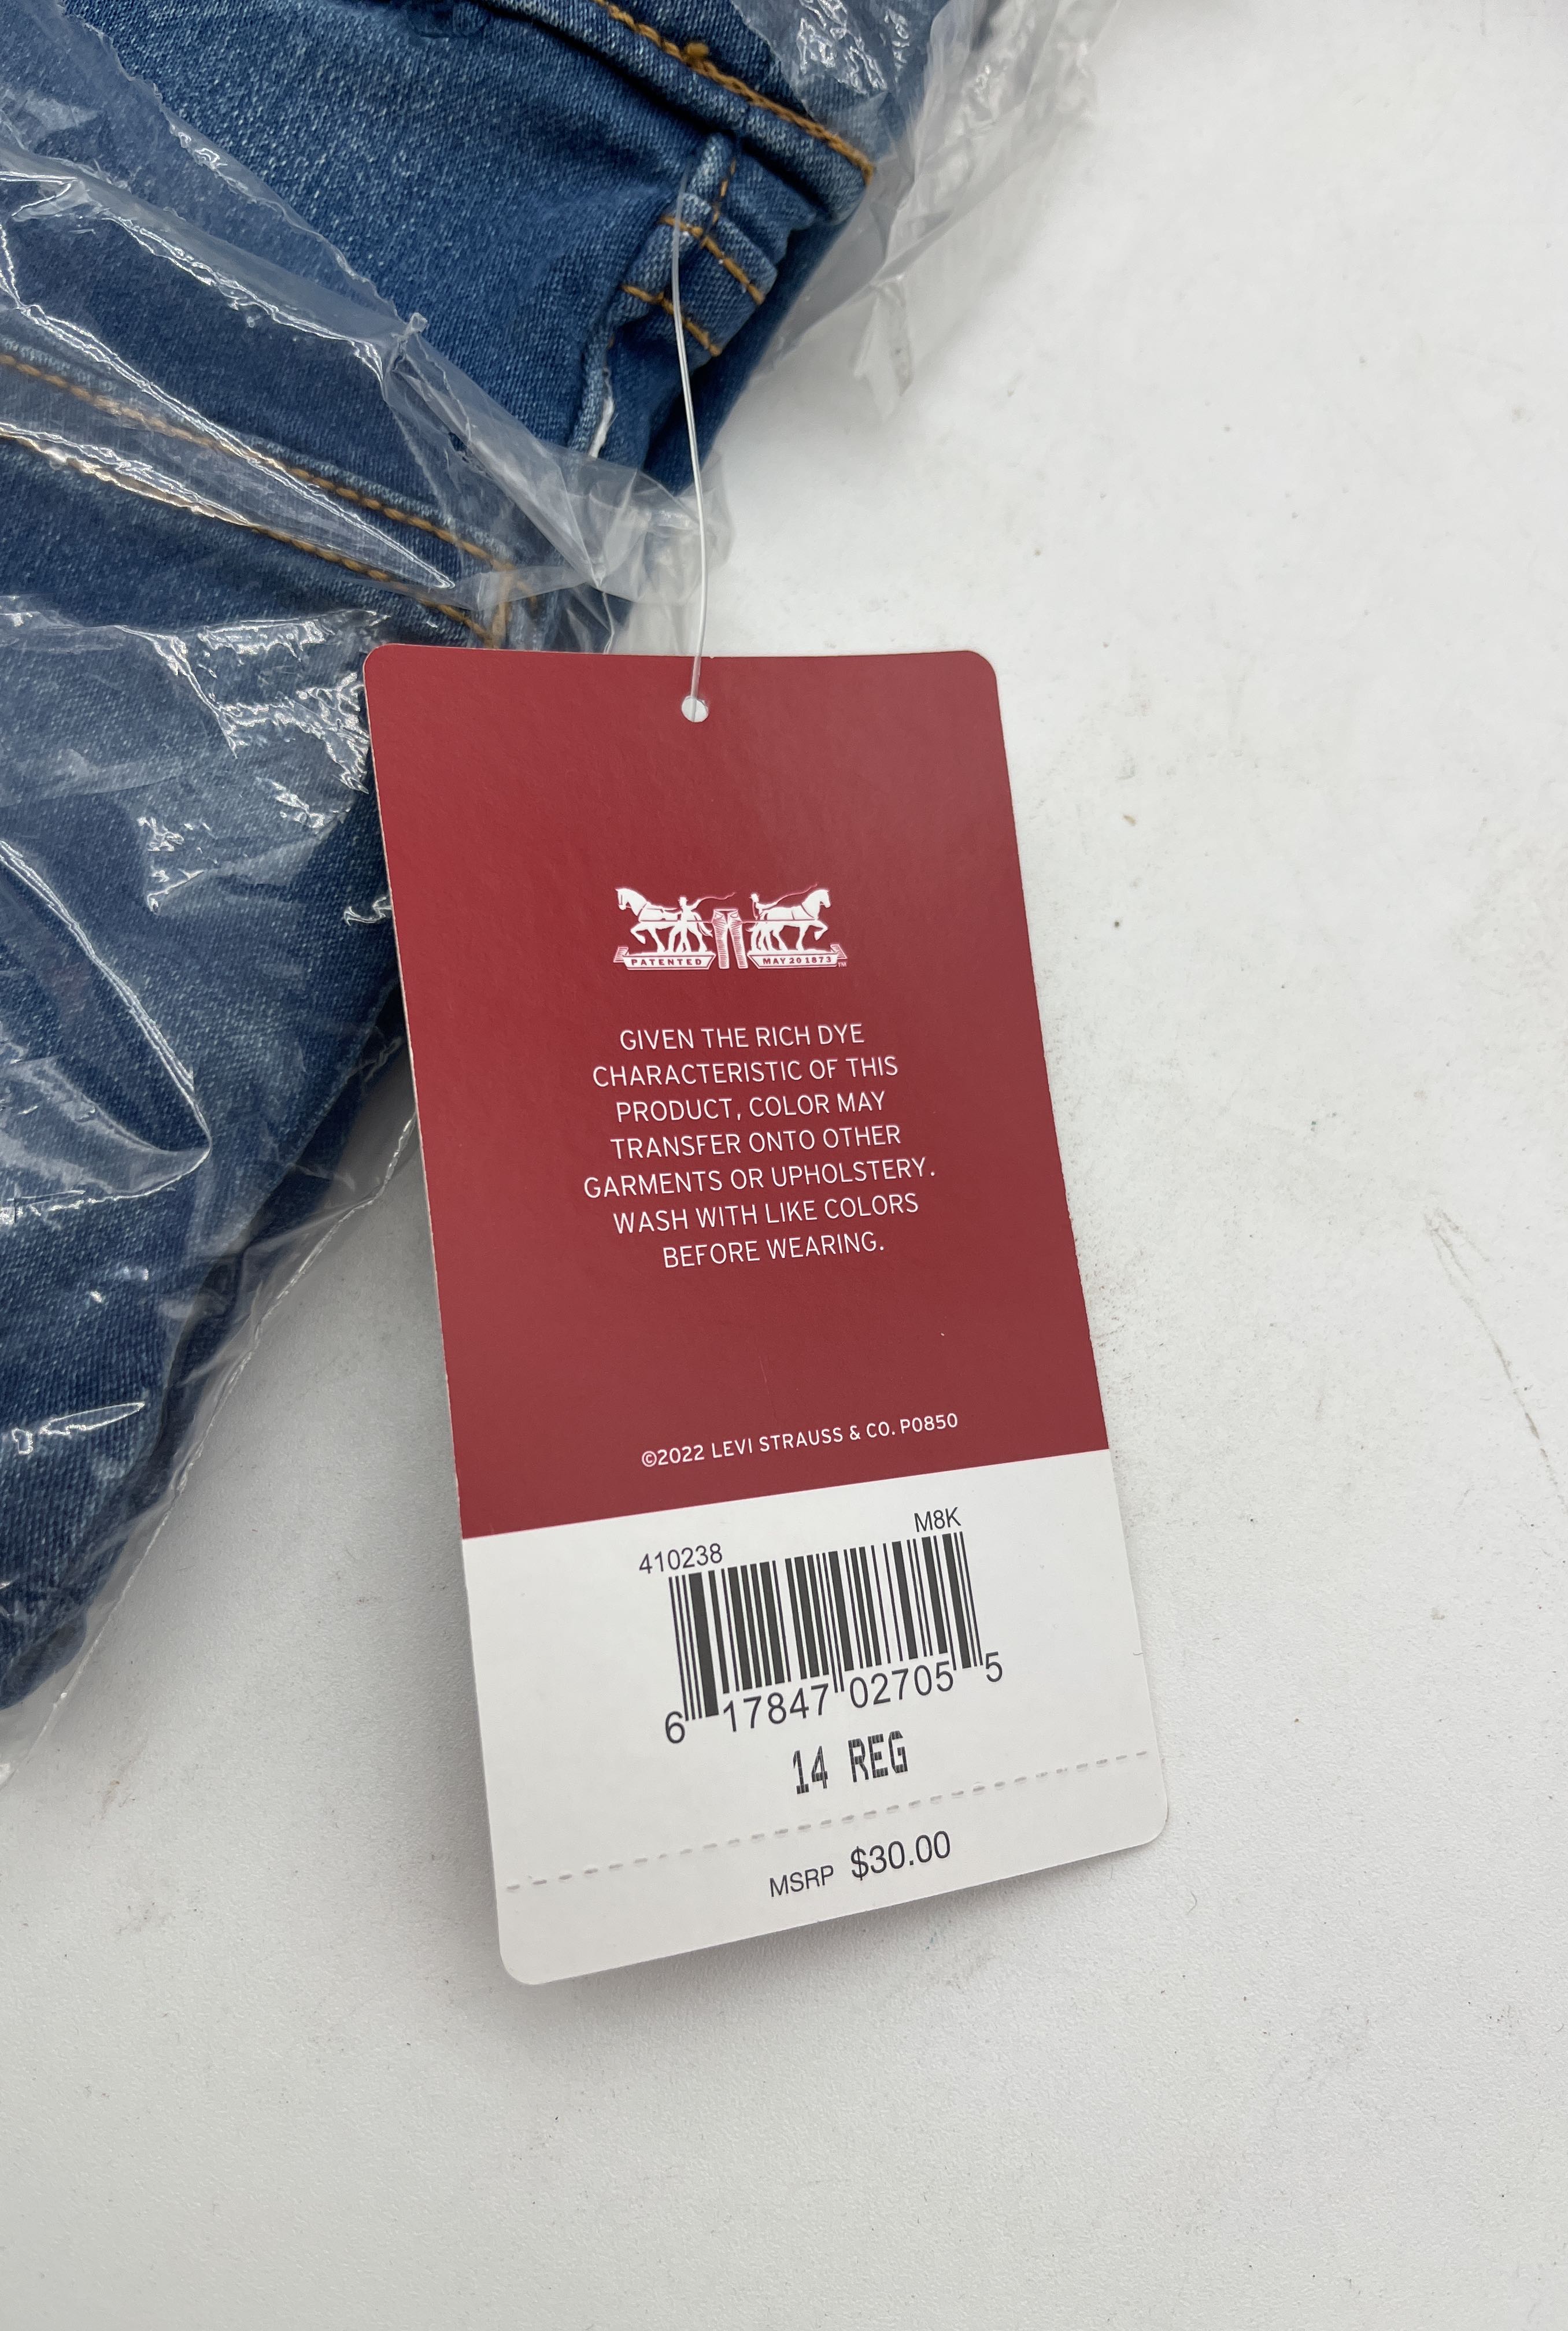 PATENTED MAY 20 1873 TM
GIVEN THE RICH DYE
CHARACTERISTIC OF THIS
PRODUCT, COLOR MAY
TRANSFER ONTO OTHER
GARMENTS OR UPHOLSTERY.
WASH WITH LIKE COLORS
BEFORE WEARING.
©2022 LEVI STRAUSS & CO. P0850
410238 M8K
6 17847 02705 5
14 REG
MSRP $30.00